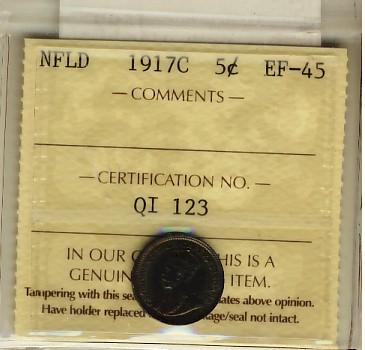 NFLD 1917C 5¢ EF-45
— COMMENTS —
— CERTIFICATION NO. —
QI 123
IN OUR HIS IS A
GENUIN ITEM.
Tampering with this sea ates above opinion.
Have holder replaced age/seal not intact.